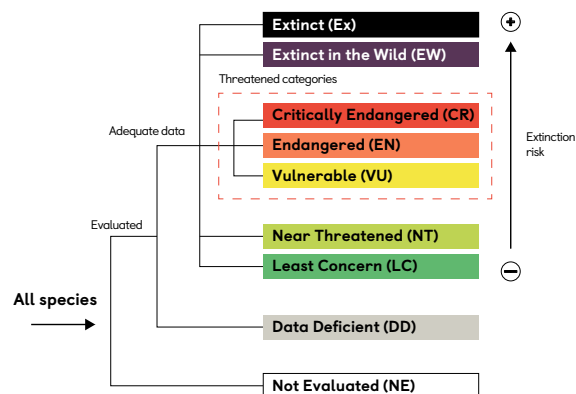 Extinct (Ex)
Extinct in the Wild (EW)
Threatened categories
Critically Endangered (CR)
Adequate data
Endangered (EN)
Extinction
risk
Vulnerable (VU)
Evaluated
Near Threatened (NT)
Least Concern (LC)
All species
Data Deficient (DD)
Not Evaluated (NE)